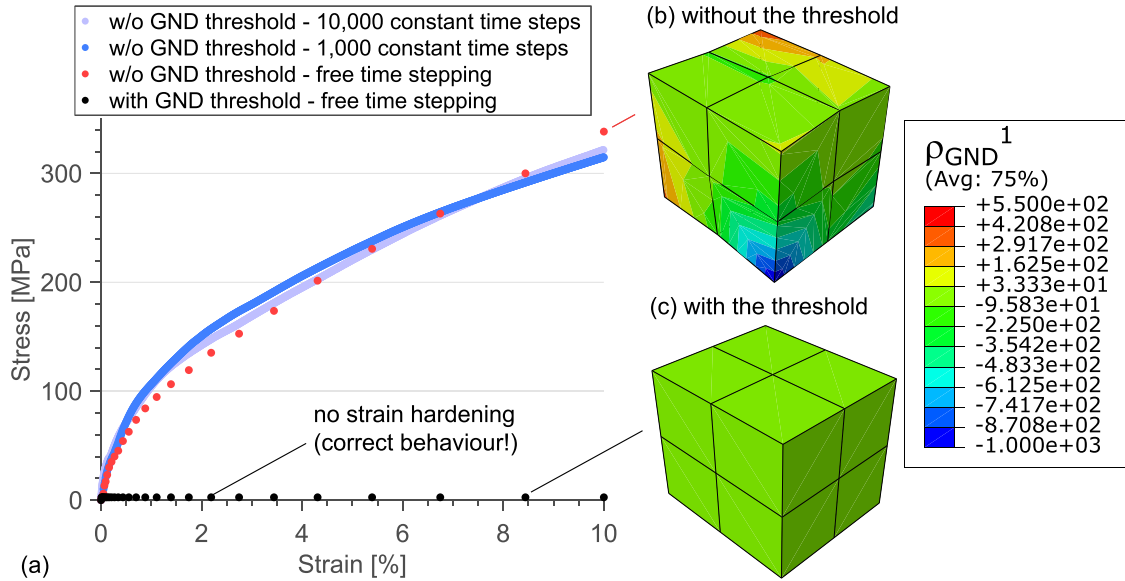 w/o GND threshold - 10,000 constant time steps
w/o GND threshold - 1,000 constant time steps
w/o GND threshold - free time stepping
with GND threshold - free time stepping
300
200
100
0
Stress [MPa]
0 2 4 6 8 10
Strain [%]
no strain hardening
(correct behaviour!)
(a)
(b) without the threshold
(c) with the threshold
ρGND¹
(Avg: 75%)
+5.500e+02
+4.208e+02
+2.917e+02
+1.625e+02
+3.333e+01
-9.583e+01
-2.250e+02
-3.542e+02
-4.833e+02
-6.125e+02
-7.417e+02
-8.708e+02
-1.000e+03